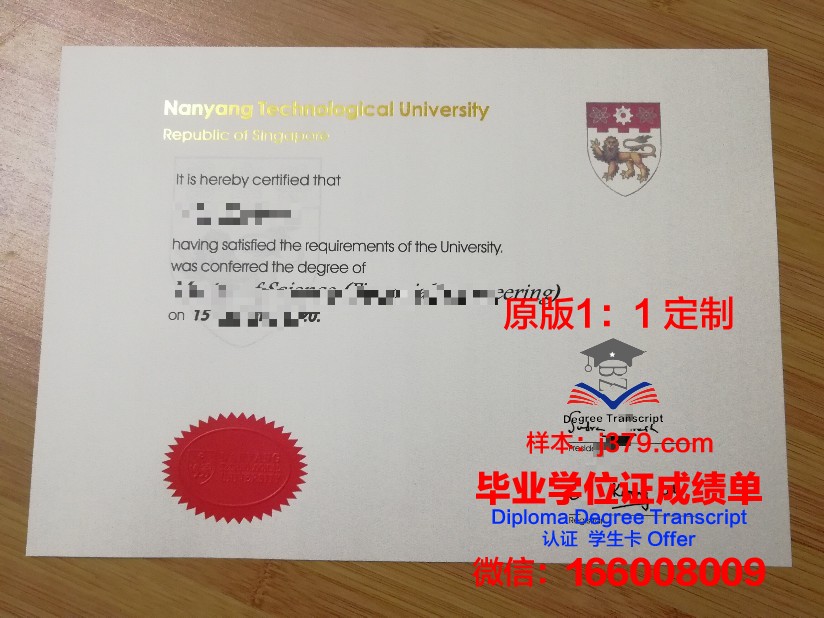 Nanyang Technological University
Republic of Singapore
It is hereby certified that
having satisfied the requirements of the University,
was conferred the degree of
on 15
原版1：1 定制
BZ
Degree Transcript
样本：j879.com
毕业学位证成绩单
Diploma Degree Transcript
认证 学生卡 Offer
微信：166008009